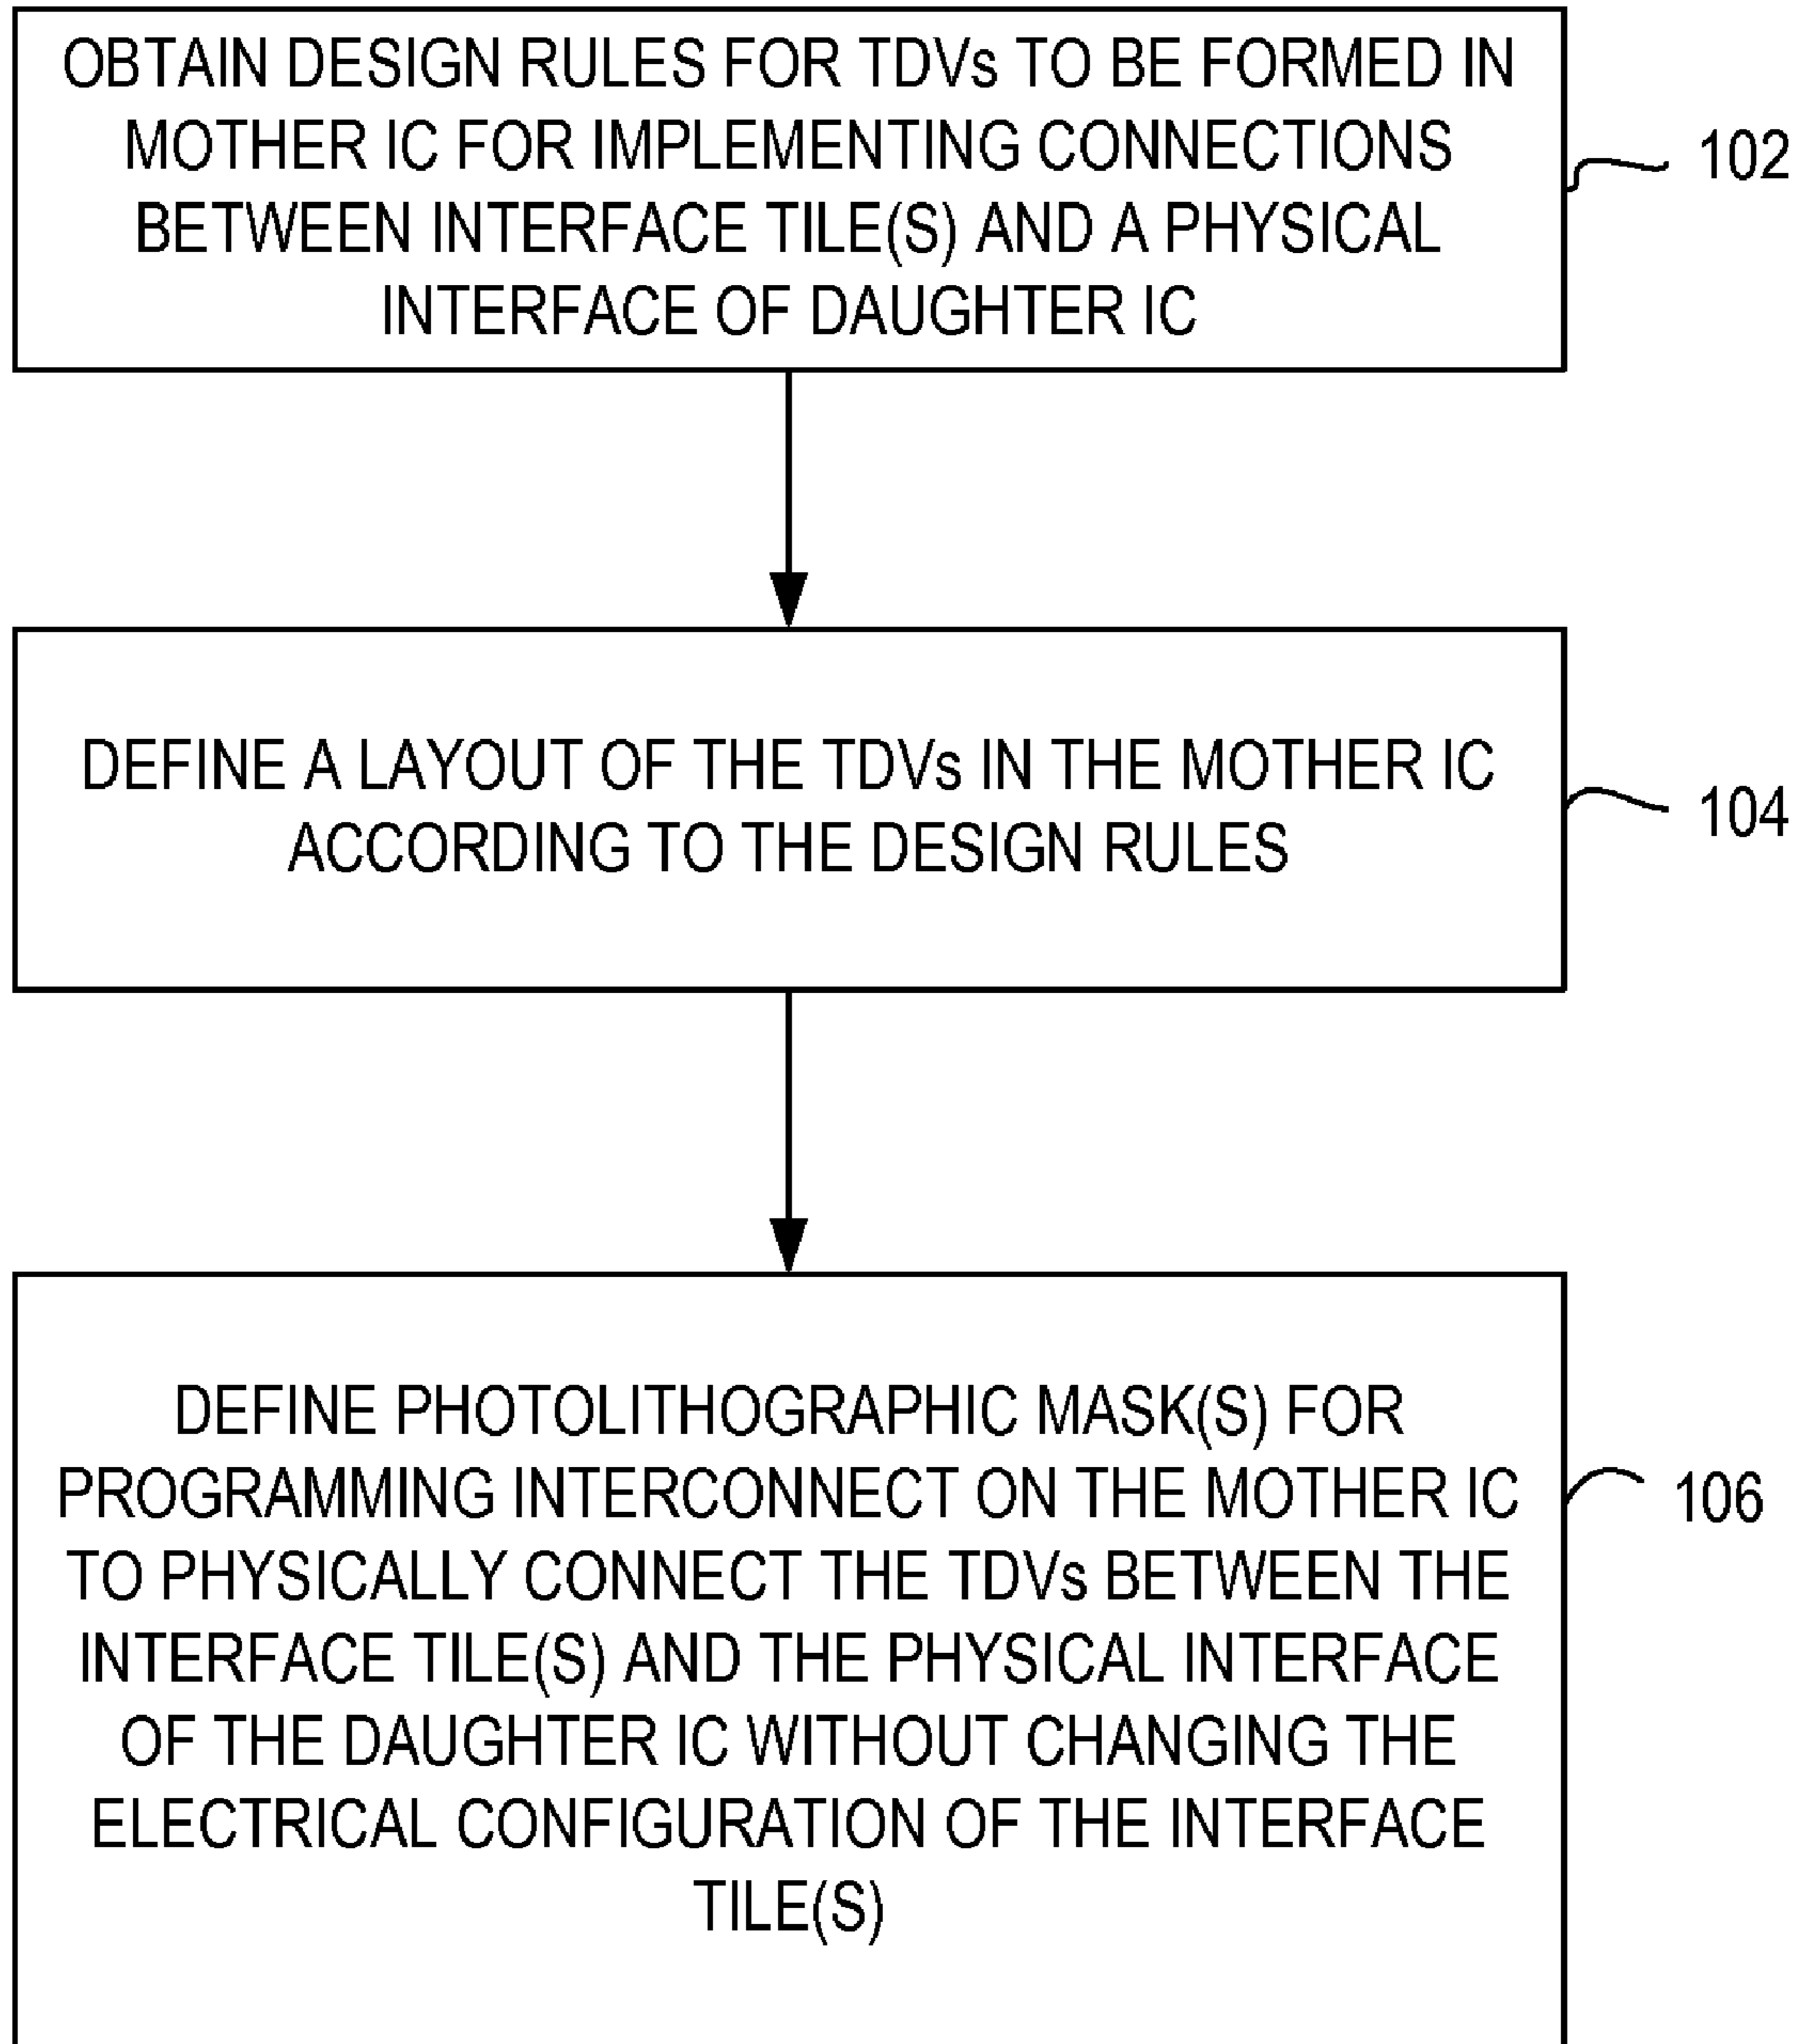 OBTAIN DESIGN RULES FOR TDVs TO BE FORMED IN
MOTHER IC FOR IMPLEMENTING CONNECTIONS
BETWEEN INTERFACE TILE(S) AND A PHYSICAL
INTERFACE OF DAUGHTER IC
102
DEFINE A LAYOUT OF THE TDVs IN THE MOTHER IC
ACCORDING TO THE DESIGN RULES
104
DEFINE PHOTOLITHOGRAPHIC MASK(S) FOR
PROGRAMMING INTERCONNECT ON THE MOTHER IC
TO PHYSICALLY CONNECT THE TDVs BETWEEN THE
INTERFACE TILE(S) AND THE PHYSICAL INTERFACE
OF THE DAUGHTER IC WITHOUT CHANGING THE
ELECTRICAL CONFIGURATION OF THE INTERFACE
TILE(S)
106